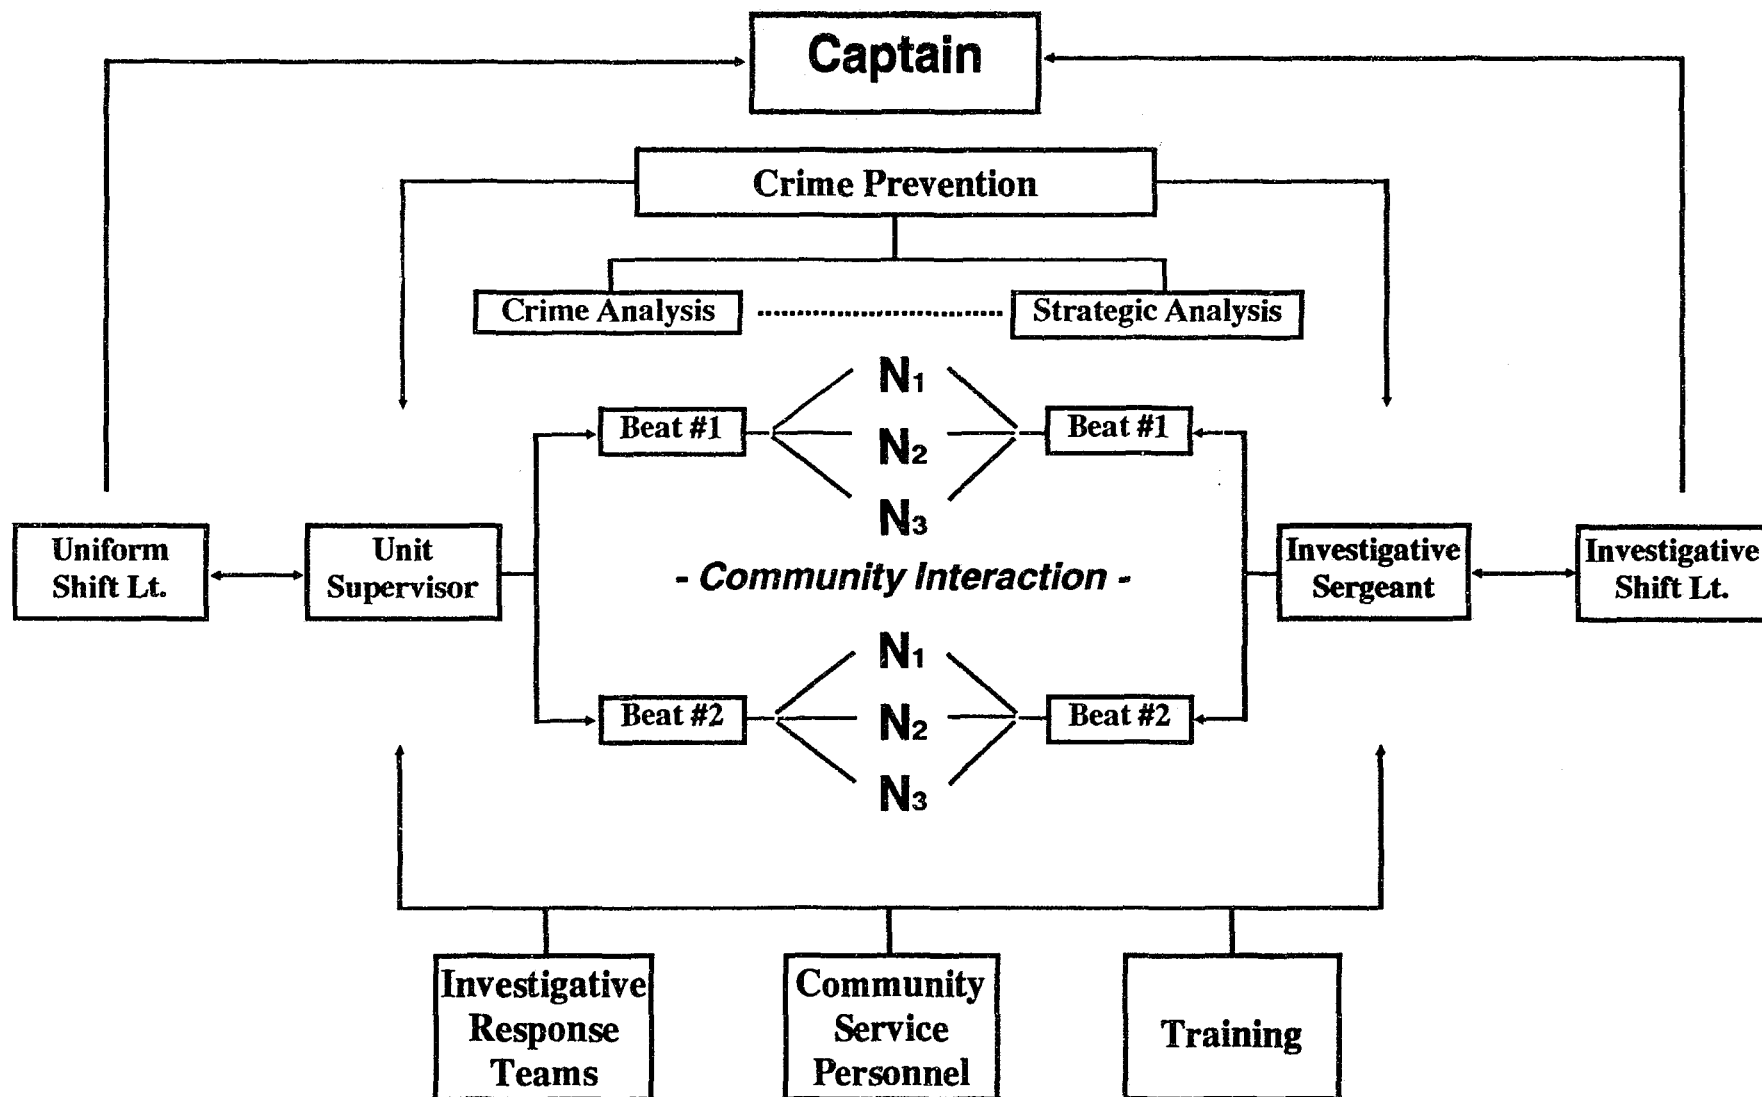 Captain
Crime Prevention
Crime Analysis
Strategic Analysis
N1
Beat #1
Beat #1
N2
N3
Uniform
Shift Lt.
Unit
Supervisor
- Community Interaction -
Investigative
Sergeant
Investigative
Shift Lt.
N1
Beat #2
Beat #2
N2
N3
Investigative
Response
Teams
Community
Service
Personnel
Training